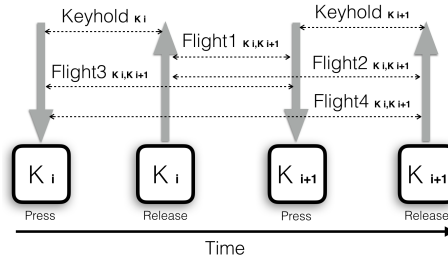 Keyhold K i
Keyhold K i+1
Flight1 K i,K i+1
Flight3 K i,K i+1
Flight2 K i,K i+1
Flight4 K i,K i+1
K i
K i
K i+1
K i+1
Press
Release
Press
Release
Time